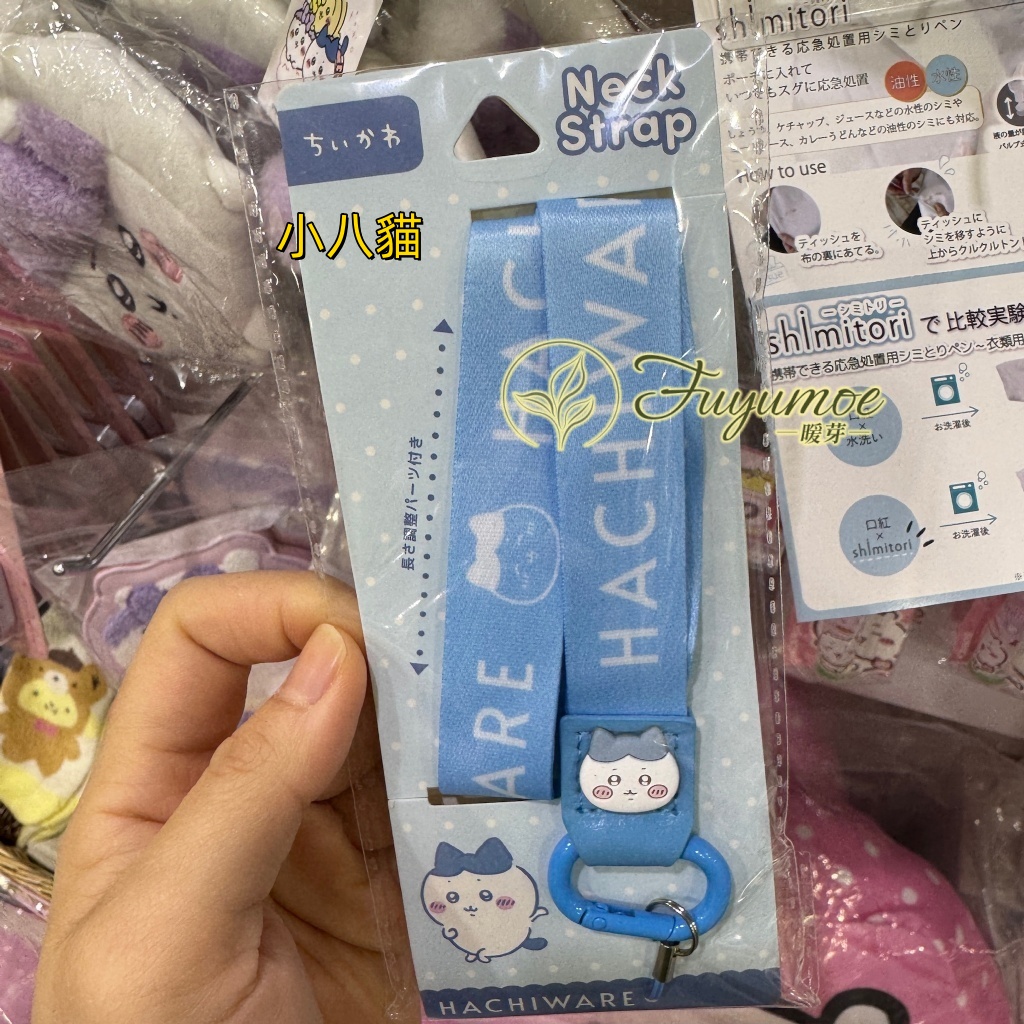 ちいかわ
Neck
Strap
小八貓
長さ調整パーツ付き
HACHIWA
HAC
ARE
HACHIWARE
Fuyumoe
暖芽
shImitori
携帯できる応急処置用シミとりペン
ポーチに入れて
いつでもスグに応急処置
油性
水性
ケチャップ、ジュースなどの水性のシミや
ース、カレーうどんなどの油性のシミにも対応。
How to use
ティッシュを
布の裏にあてる。
ティッシュに
シミを移すように
上からクルクルトント
シミトリー
shImitori で 比較実験
携帯できる応急処置用シミとりペン~衣類用
×
水洗い
お洗濯後
口紅
×
shImitori
お洗濯後